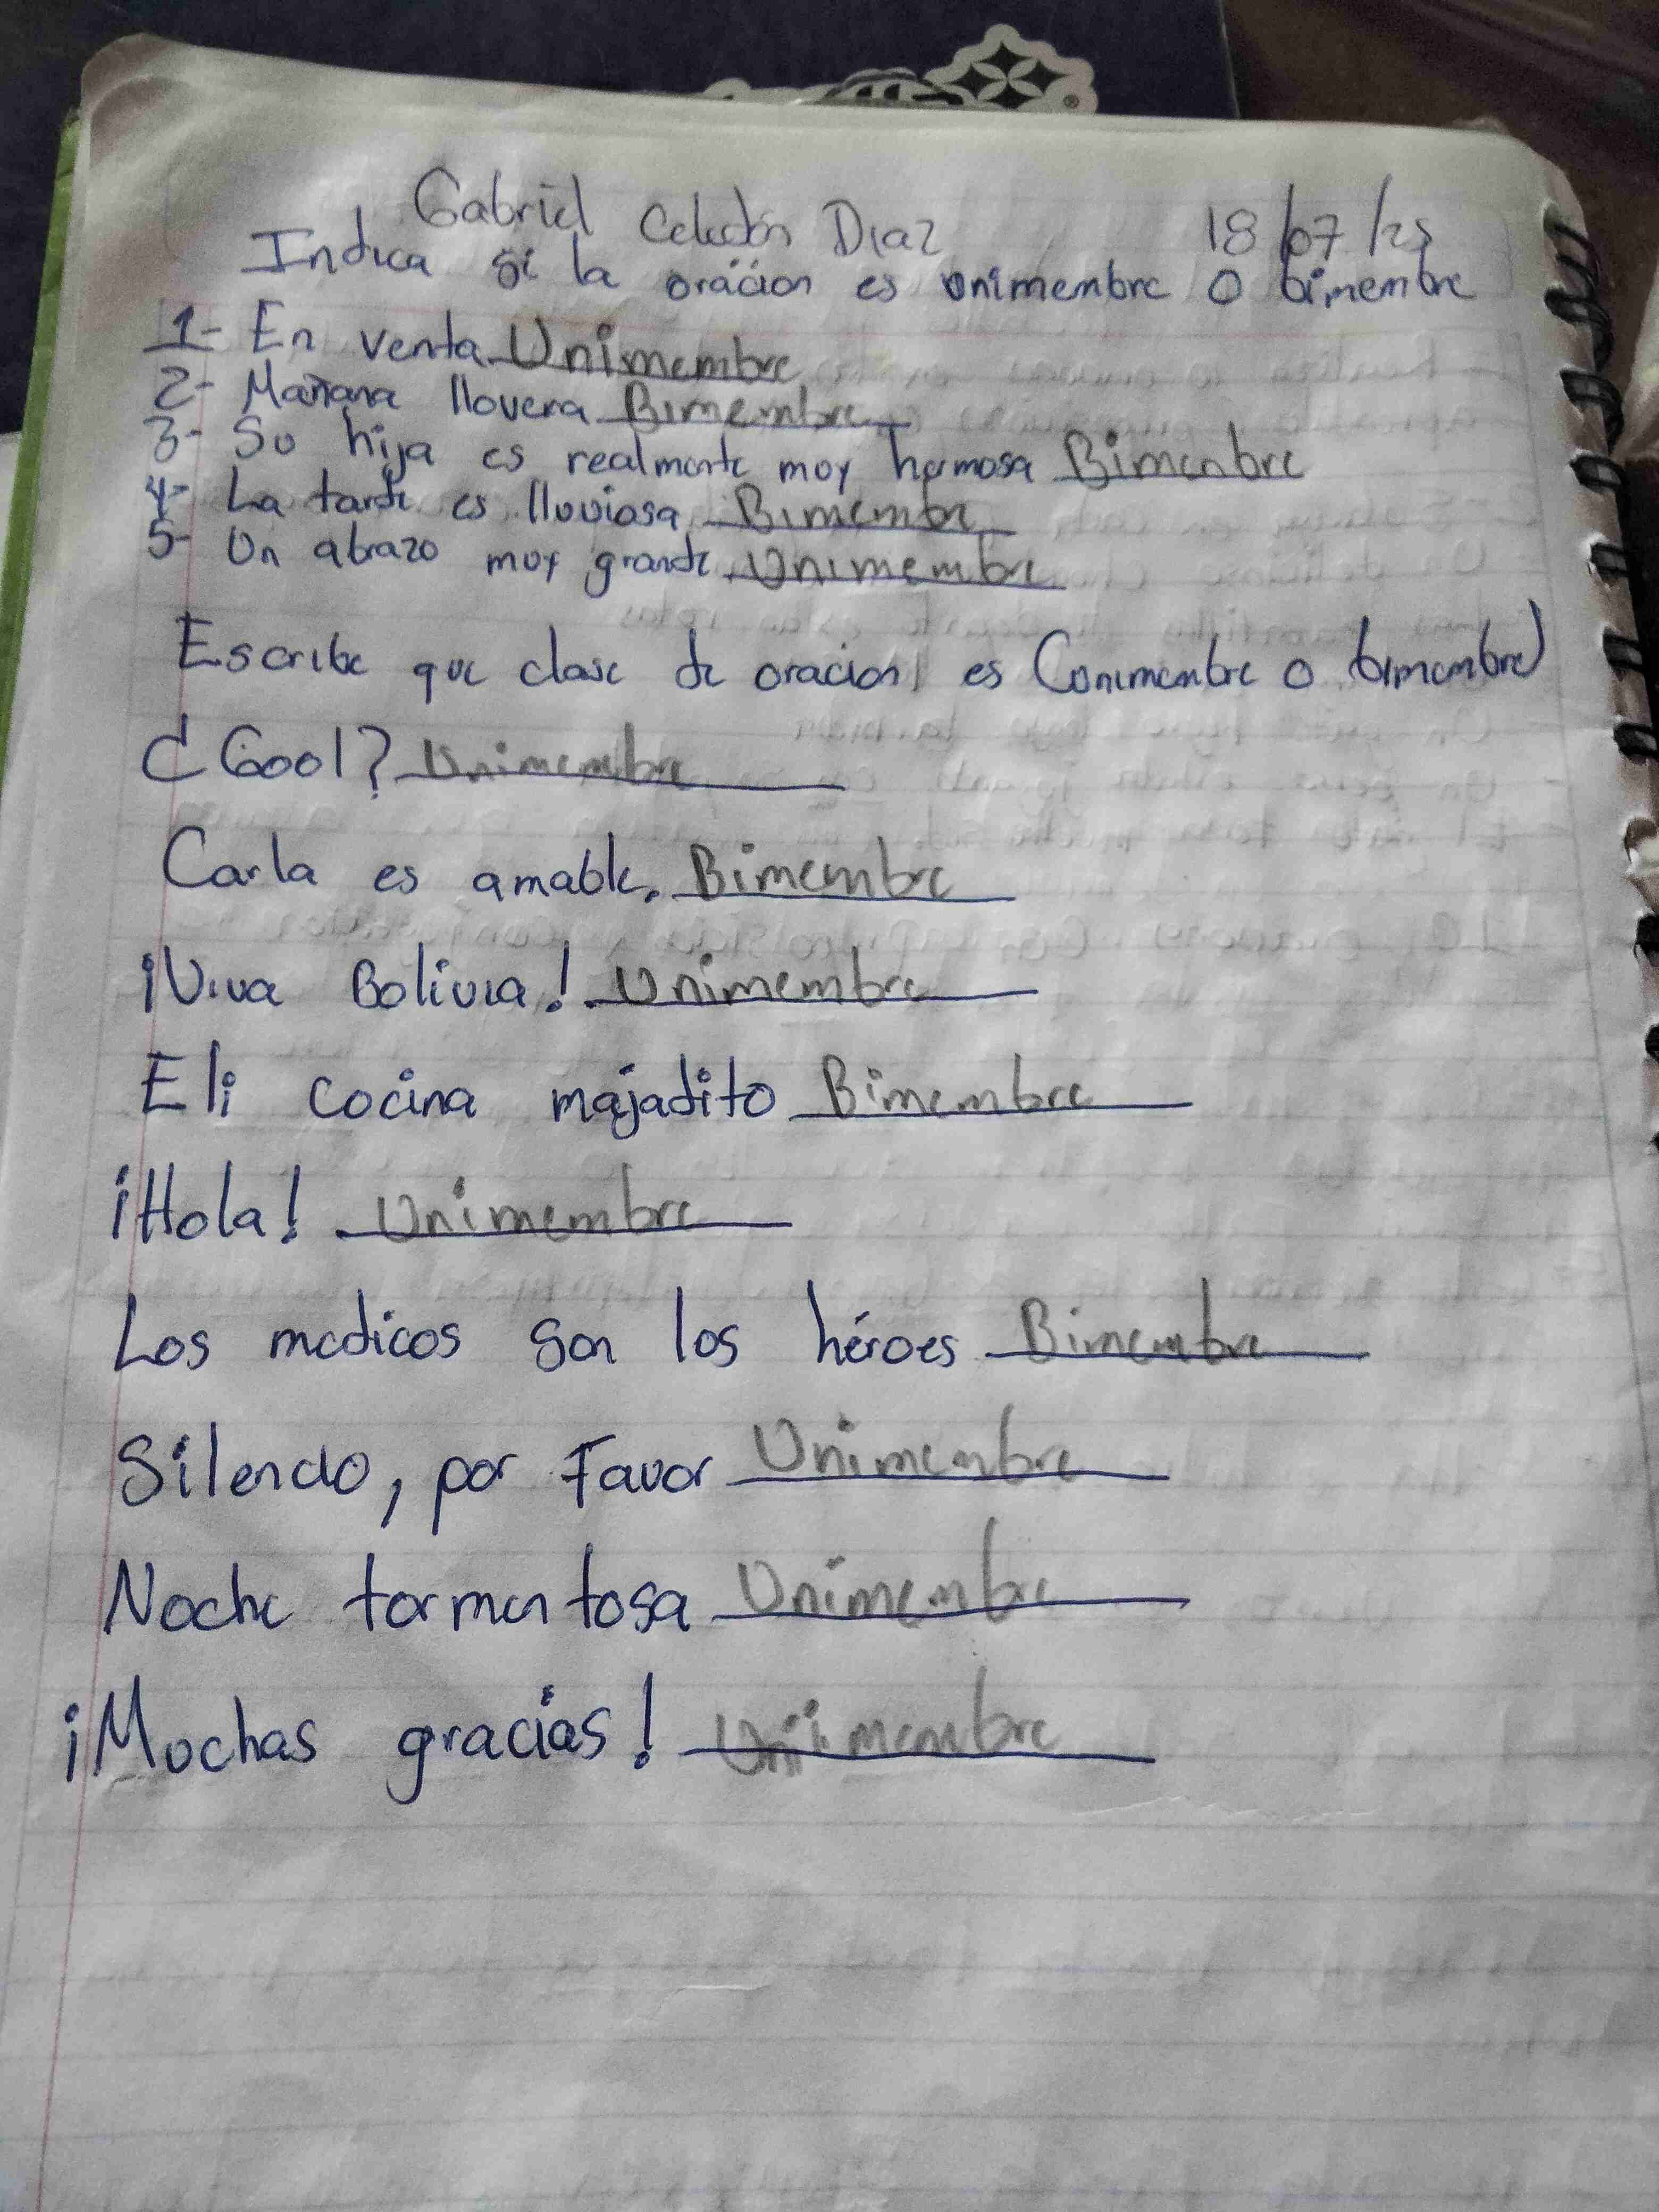 Gabriel Celedón Diaz 18/07/25
Indica si la oración es unimembre o bimembre
1- En venta Unimembre
2- Mañana llovera Bimembre
3- Su hija es realmente muy hermosa Bimembre
4- La tarde es lluviosa Bimembre
5- Un abrazo muy grande Unimembre
Escribe que clase de oracion es (unimembre o bimembre)
¿Gool? Unimembre
Carla es amable. Bimembre
¡Viva Bolivia! Unimembre
Eli cocina majadito Bimembre
¡Hola! Unimembre
Los medicos son los héroes Bimembre
Silencio, por Favor Unimembre
Noche tormentosa Unimembre
¡Muchas gracias! Unimembre